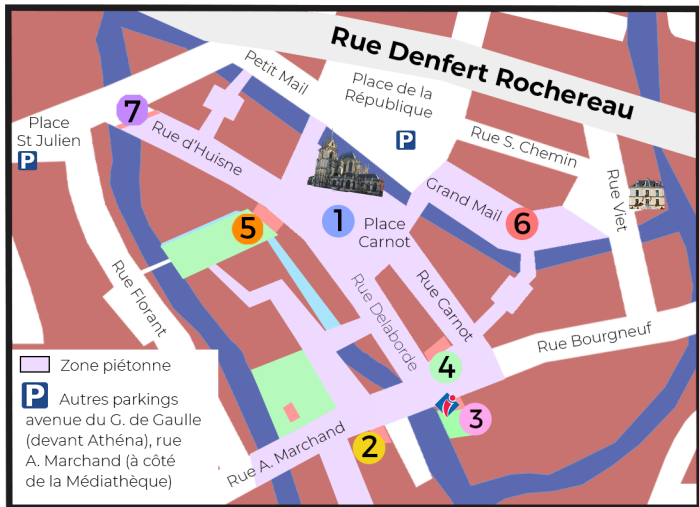 Rue Denfert Rochereau
Petit Mail
Place de la
République
P
7
Place
St Julien
P
Rue d'Huisne
Rue S. Chemin
Grand Mail
Rue Viet
6
5
1
Place
Carnot
Rue Florant
Rue Delaborde
Rue Carnot
Rue Bourgneuf
4
3
2
Rue A. Marchand
Zone piétonne
P Autres parkings
avenue du G. de Gaulle
(devant Athéna), rue
A. Marchand (à côté
de la Médiathèque)